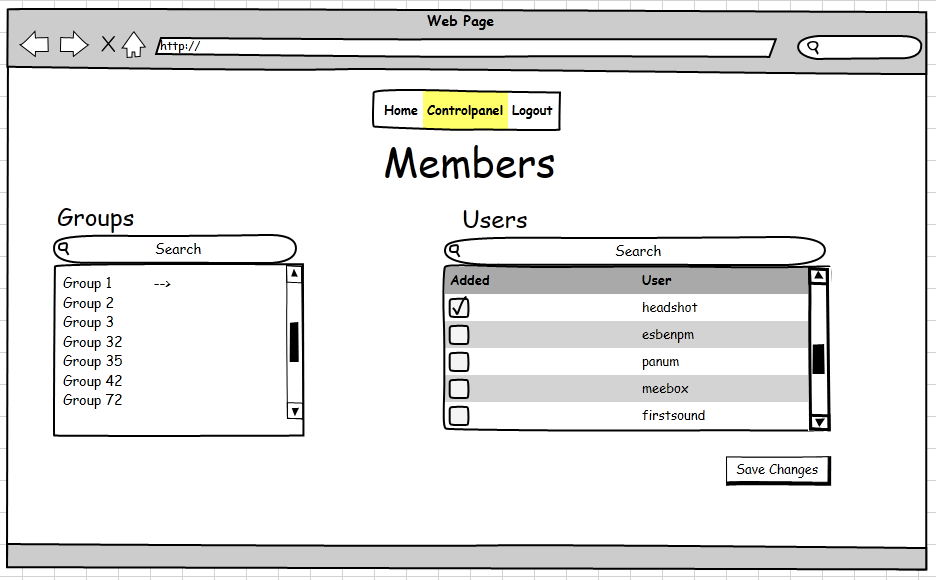 Web Page
http://
Home Controlpanel Logout
Members
Groups
Search
Group 1 -->
Group 2
Group 3
Group 32
Group 35
Group 42
Group 72
Users
Search
Added User
headshot
esbenpm
panum
meebox
firstsound
Save Changes